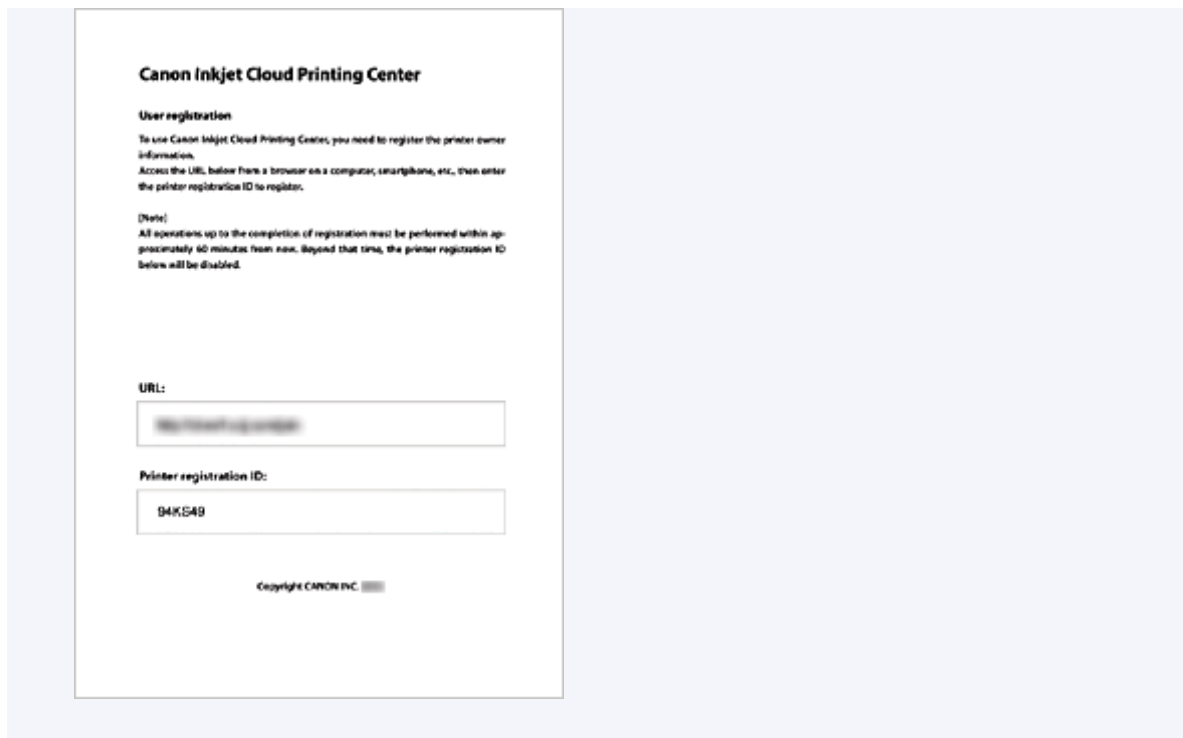 Canon Inkjet Cloud Printing Center
User registration
To use Canon Inkjet Cloud Printing Center, you need to register the printer owner
information.
Access the URL below from a browser on a computer, smartphone, etc., then enter
the printer registration ID to register.
[Note]
All operations up to the completion of registration must be performed within ap-
proximately 60 minutes from now. Beyond that time, the printer registration ID
below will be disabled.
URL:
Printer registration ID:
94KS49
Copyright CANON INC.